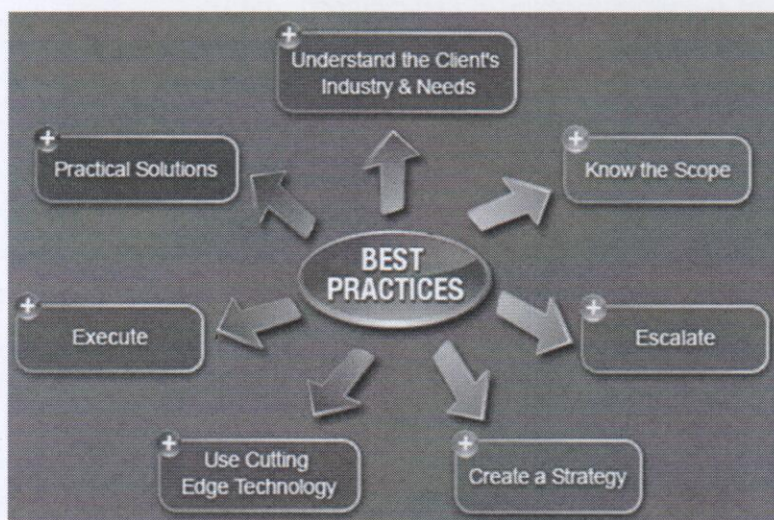 Understand the Client's
Industry & Needs
Practical Solutions
Know the Scope
BEST
PRACTICES
Execute
Escalate
Use Cutting
Edge Technology
Create a Strategy